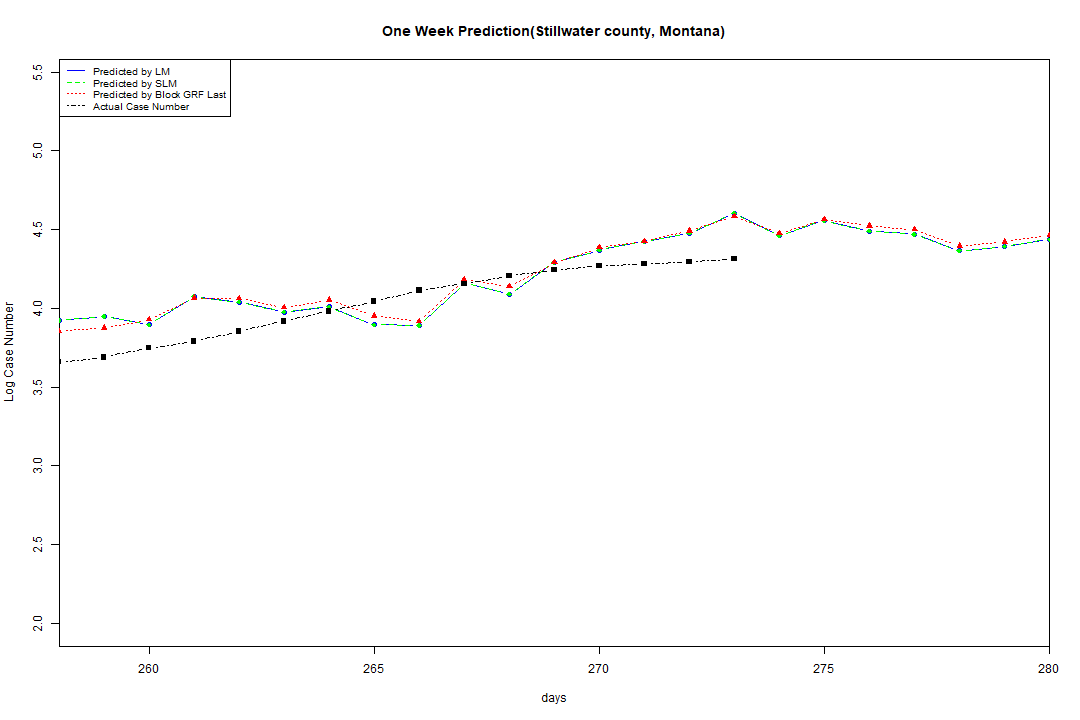 One Week Prediction(Stillwater county, Montana)
Predicted by LM
Predicted by SLM
Predicted by Block GRF Last
Actual Case Number
5.5
5.0
4.5
4.0
3.5
3.0
2.5
2.0
Log Case Number
260 265 270 275 280
days